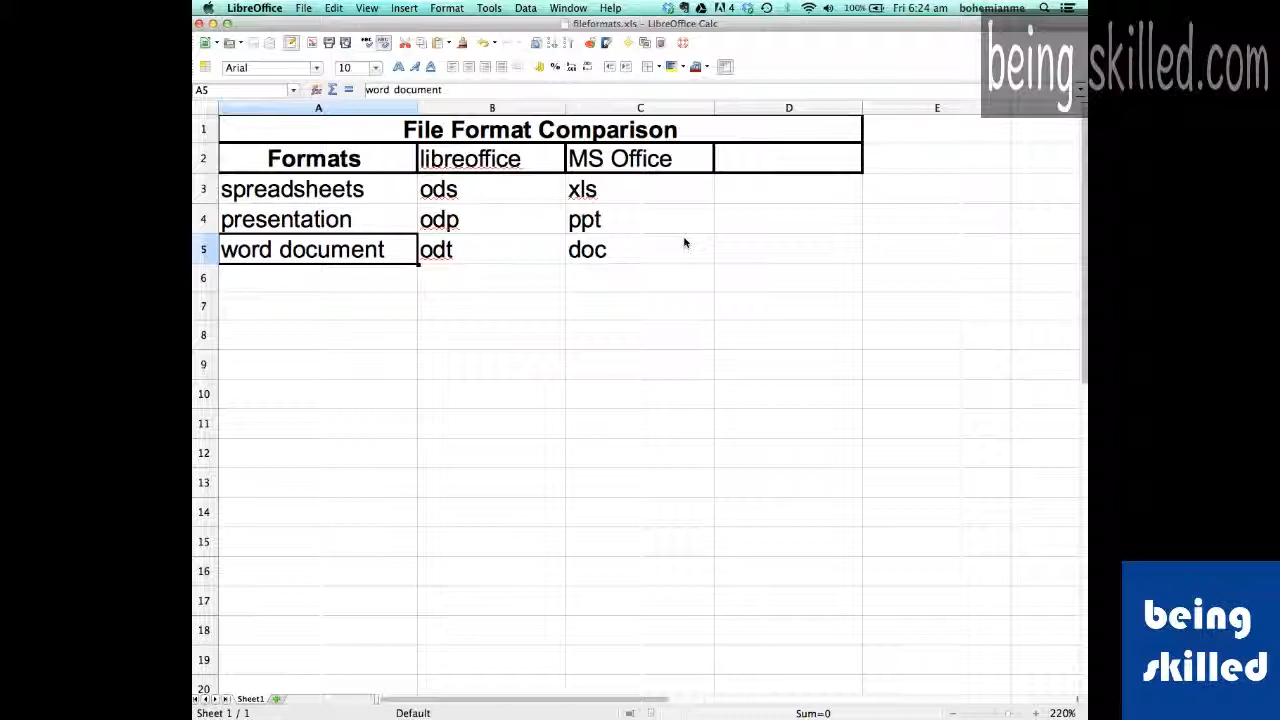 LibreOffice File Edit View Insert Format Tools Data Window Help 4 100% Fri 6:24 am bohemianme
fileformats.xls - LibreOffice Calc
being skilled.com
Arial 10
A5 word document
A B C D E
1 File Format Comparison
2 Formats libreoffice MS Office
3 spreadsheets ods xls
4 presentation odp ppt
5 word document odt doc
6
7
8
9
10
11
12
13
14
15
16
17
18
19
20
Sheet1
Sheet 1 / 1 Default Sum=0 220%
being
skilled